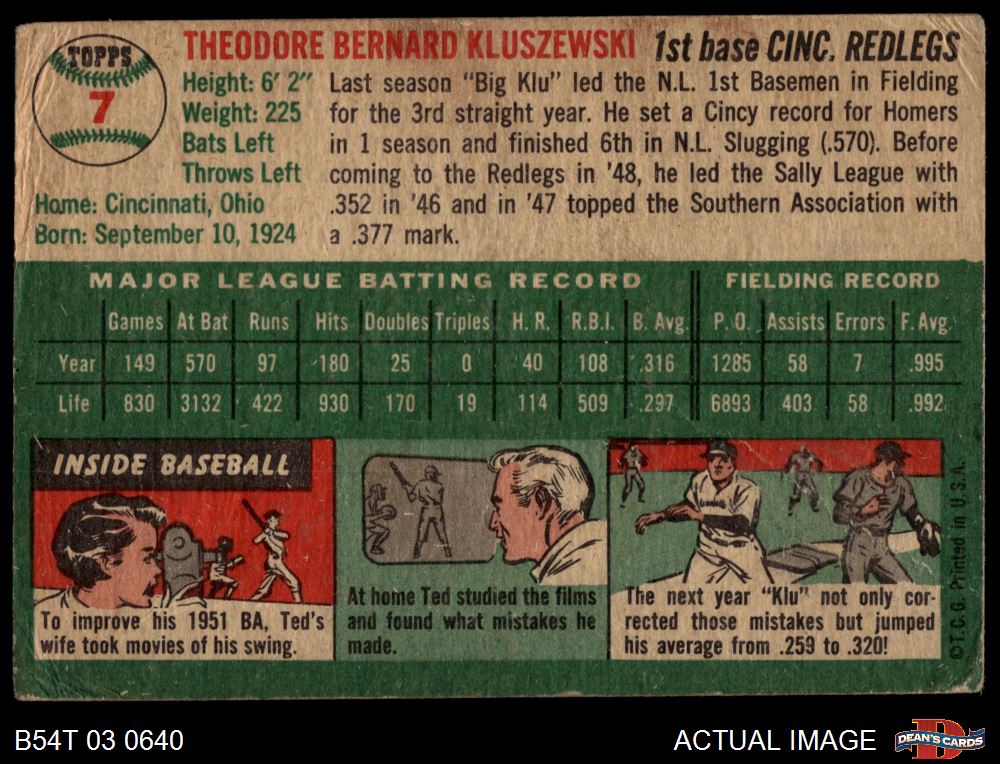 TOPPS
7
THEODORE BERNARD KLUSZEWSKI 1st base CINC. REDLEGS
Height: 6' 2"
Weight: 225
Bats Left
Throws Left
Home: Cincinnati, Ohio
Born: September 10, 1924
Last season "Big Klu" led the N.L. 1st Basemen in Fielding
for the 3rd straight year. He set a Cincy record for Homers
in 1 season and finished 6th in N.L. Slugging (.570). Before
coming to the Redlegs in '48, he led the Sally League with
.352 in '46 and in '47 topped the Southern Association with
a .377 mark.
MAJOR LEAGUE BATTING RECORD FIELDING RECORD
Games At Bat Runs Hits Doubles Triples H. R. R.B.I. B. Avg. P. O. Assists Errors F. Avg.
Year 149 570 97 180 25 0 40 108 .316 1285 58 7 .995
Life 830 3132 422 930 170 19 114 509 .297 6893 403 58 .992
INSIDE BASEBALL
To improve his 1951 BA, Ted's
wife took movies of his swing.
At home Ted studied the films
and found what mistakes he
made.
The next year "Klu" not only cor-
rected those mistakes but jumped
his average from .259 to .320!
©T.C.G. Printed in U.S.A.
B54T 03 0640
ACTUAL IMAGE
DEAN'S CARDS